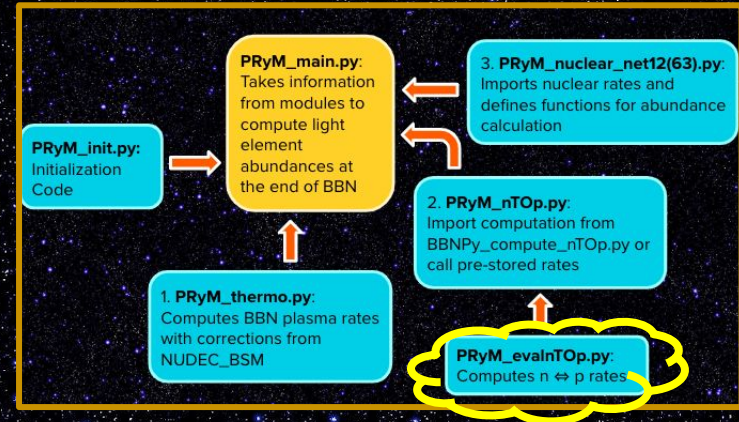 PRyM_main.py:
Takes information
from modules to
compute light
element
abundances at
the end of BBN
3. PRyM_nuclear_net12(63).py:
Imports nuclear rates and
defines functions for abundance
calculation
PRyM_init.py:
Initialization
Code
2. PRyM_nTOp.py:
Import computation from
BBNPy_compute_nTOp.py or
call pre-stored rates
1. PRyM_thermo.py:
Computes BBN plasma rates
with corrections from
NUDEC_BSM
PRyM_evalnTOp.py:
Computes n ⇔ p rates